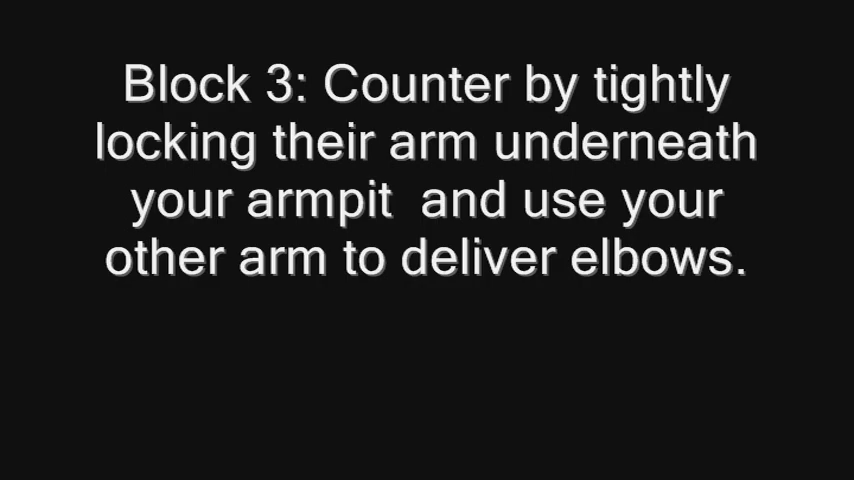 Block 3: Counter by tightly
locking their arm underneath
your armpit  and use your
other arm to deliver elbows.